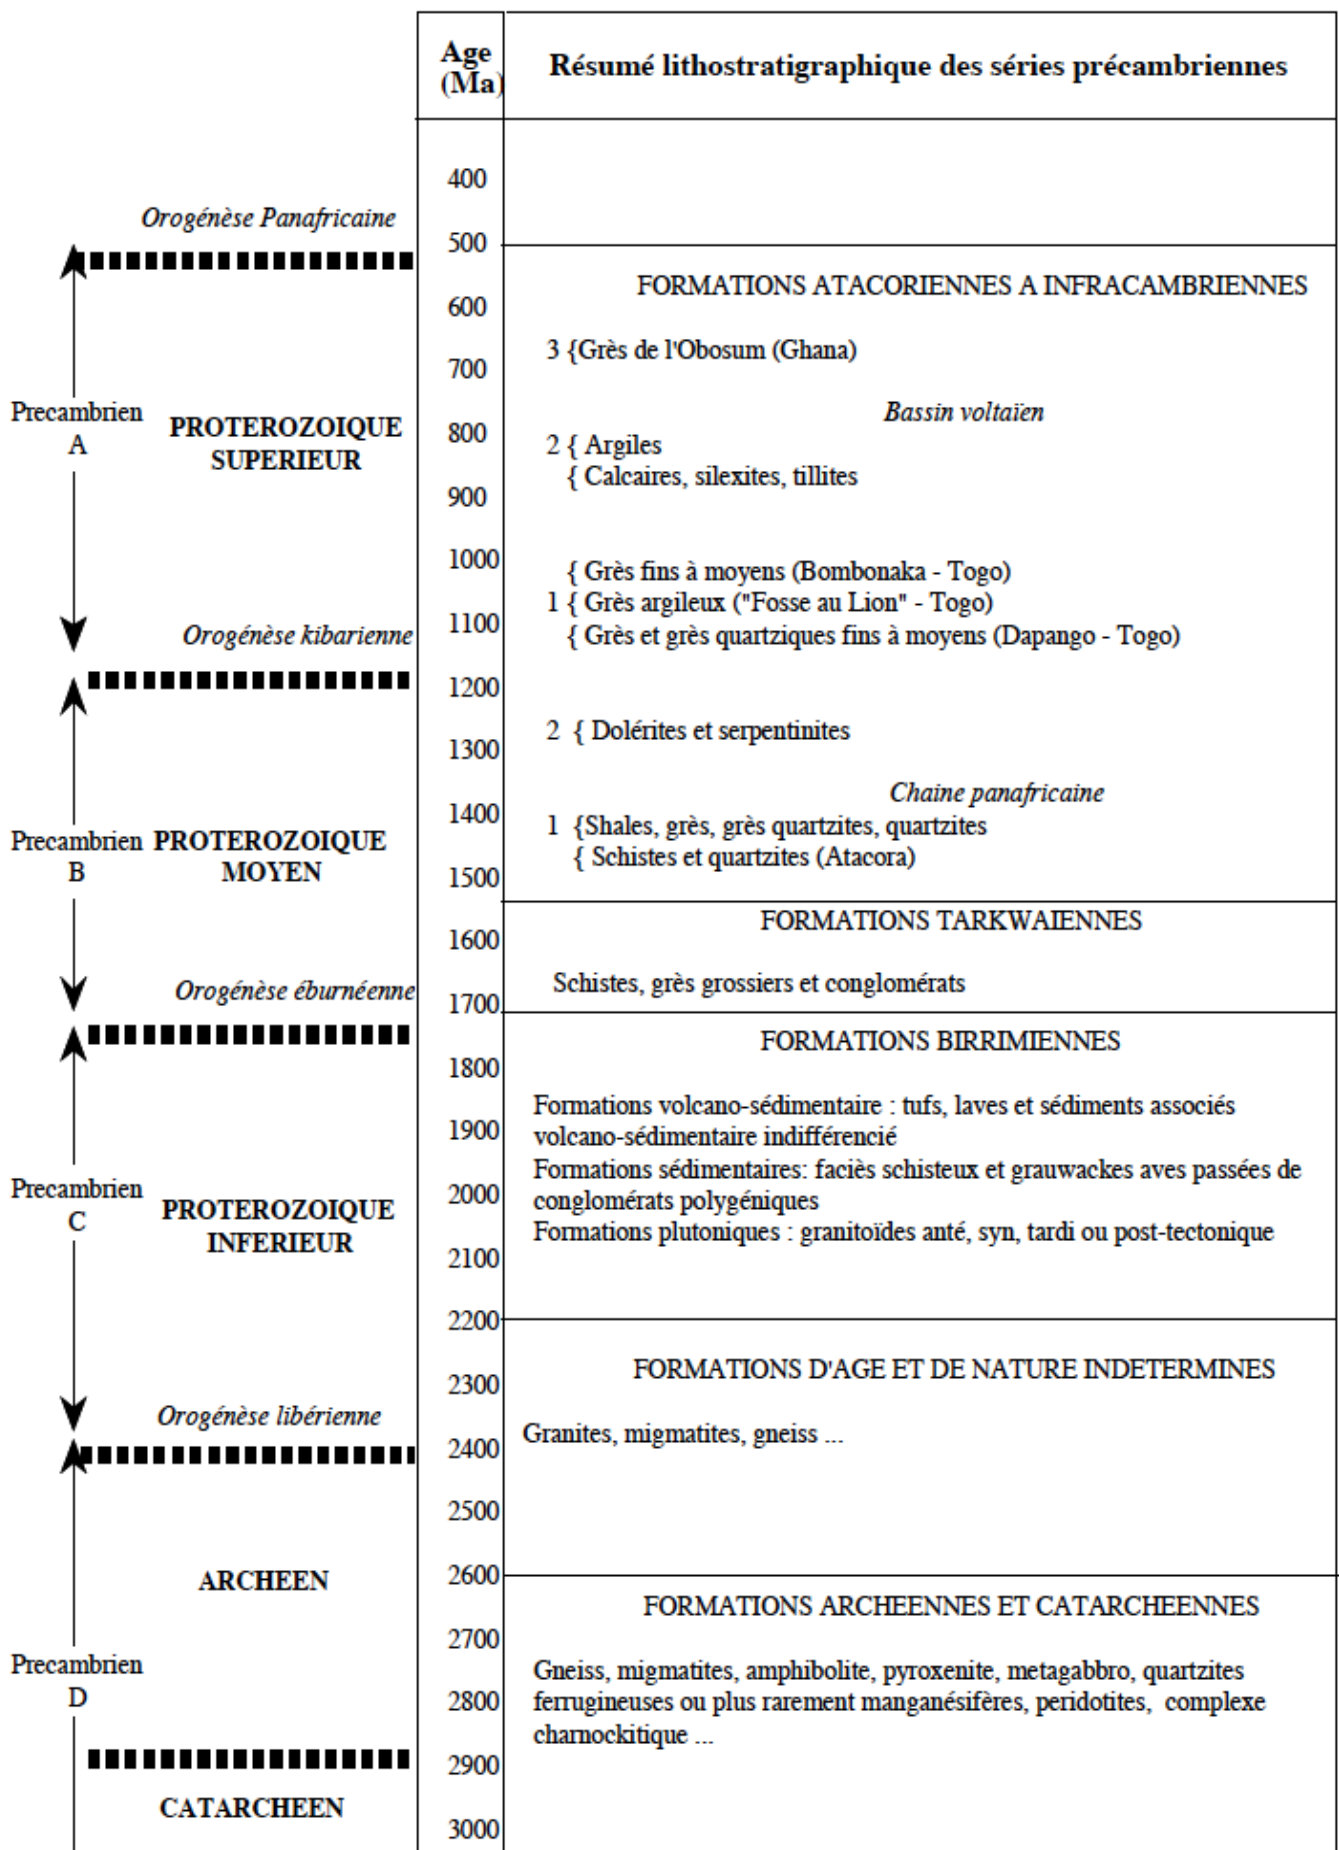 Age
(Ma)
Résumé lithostratigraphique des séries précambriennes
400
Orogénèse Panafricaine
500
FORMATIONS ATACORIENNES A INFRACAMBRIENNES
600
3 {Grès de l'Obosum (Ghana)
700
Precambrien
A
PROTEROZOIQUE
SUPERIEUR
Bassin voltaïen
800
2 { Argiles
{ Calcaires, silexites, tillites
900
1000
{ Grès fins à moyens (Bombonaka - Togo)
1 { Grès argileux ("Fosse au Lion" - Togo)
1100
{ Grès et grès quartziques fins à moyens (Dapango - Togo)
Orogénèse kibarienne
1200
2 { Dolérites et serpentinites
1300
Chaine panafricaine
1400
1 {Shales, grès, grès quartzites, quartzites
Precambrien
B
PROTEROZOIQUE
MOYEN
{ Schistes et quartzites (Atacora)
1500
FORMATIONS TARKWAIENNES
1600
Schistes, grès grossiers et conglomérats
Orogénèse éburnéenne
1700
FORMATIONS BIRRIMIENNES
1800
Formations volcano-sédimentaire : tufs, laves et sédiments associés
1900
volcano-sédimentaire indifférencié
Formations sédimentaires: faciès schisteux et grauwackes aves passées de
2000
conglomérats polygéniques
Precambrien
C
PROTEROZOIQUE
INFERIEUR
Formations plutoniques : granitoïdes anté, syn, tardi ou post-tectonique
2100
2200
FORMATIONS D'AGE ET DE NATURE INDETERMINES
2300
Orogénèse libérienne
Granites, migmatites, gneiss ...
2400
2500
ARCHEEN
2600
FORMATIONS ARCHEENNES ET CATARCHEENNES
2700
Precambrien
D
Gneiss, migmatites, amphibolite, pyroxenite, metagabbro, quartzites
2800
ferrugineuses ou plus rarement manganésifères, peridotites, complexe
charnockitique ...
2900
CATARCHEEN
3000